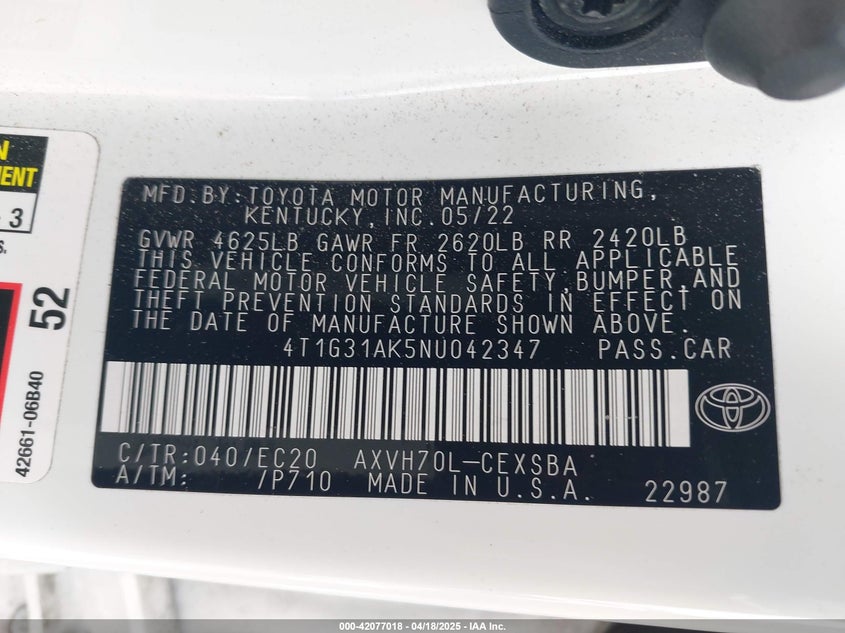 N
MENT
3
s.
52
42661-06B40
MFD.BY:TOYOTA MOTOR MANUFACTURING,
KENTUCKY,INC.05/22
GVWR 4625LB GAWR FR 2620LB RR 2420LB
THIS VEHICLE CONFORMS TO ALL APPLICABLE
FEDERAL MOTOR VEHICLE SAFETY,BUMPER,AND
THEFT PREVENTION STANDARDS IN EFFECT ON
THE DATE OF MANUFACTURE SHOWN ABOVE.
4T1G31AK5NU042347 PASS.CAR
C/TR:040/EC20 AXVH70L-CEXSBA
A/TM: /P710 MADE IN U.S.A. 22987
000-42077018 - 04/18/2025 - IAA Inc.